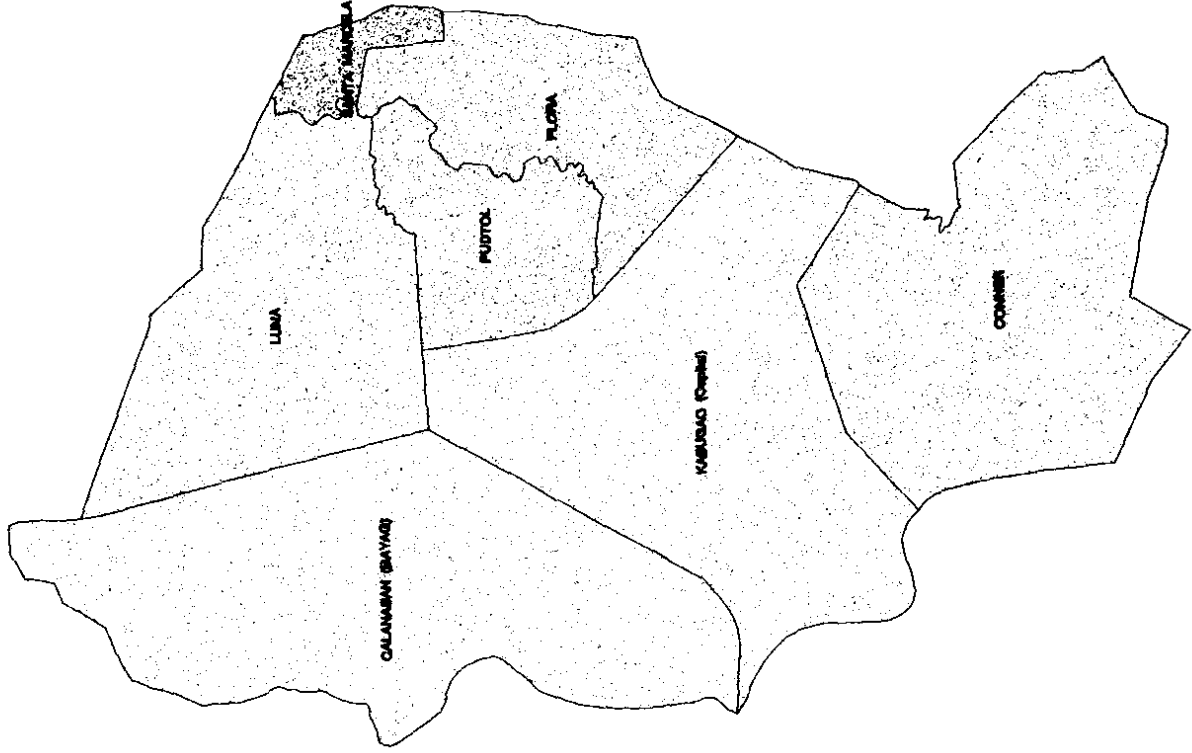 SANTA MARCELA
FLORA
LUNA
PUDTOL
CONNER
KABUGAO (Capital)
CALANASAN (BAYAG)